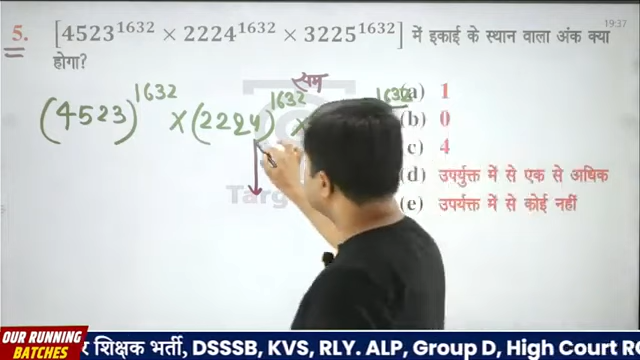 19:37
5. [4523^1632 × 2224^1632 × 3225^1632] में इकाई के स्थान वाला अंक क्या
होगा?
सम
(4523)^1632 × (2224)^1632 ×
(a) 1
(b) 0
(c) 4
(d) उपर्युक्त में से एक से अधिक
(e) उपर्यक्त में से कोई नहीं
OUR RUNNING
BATCHES
शिक्षक भर्ती, DSSSB, KVS, RLY. ALP, Group D, High Court